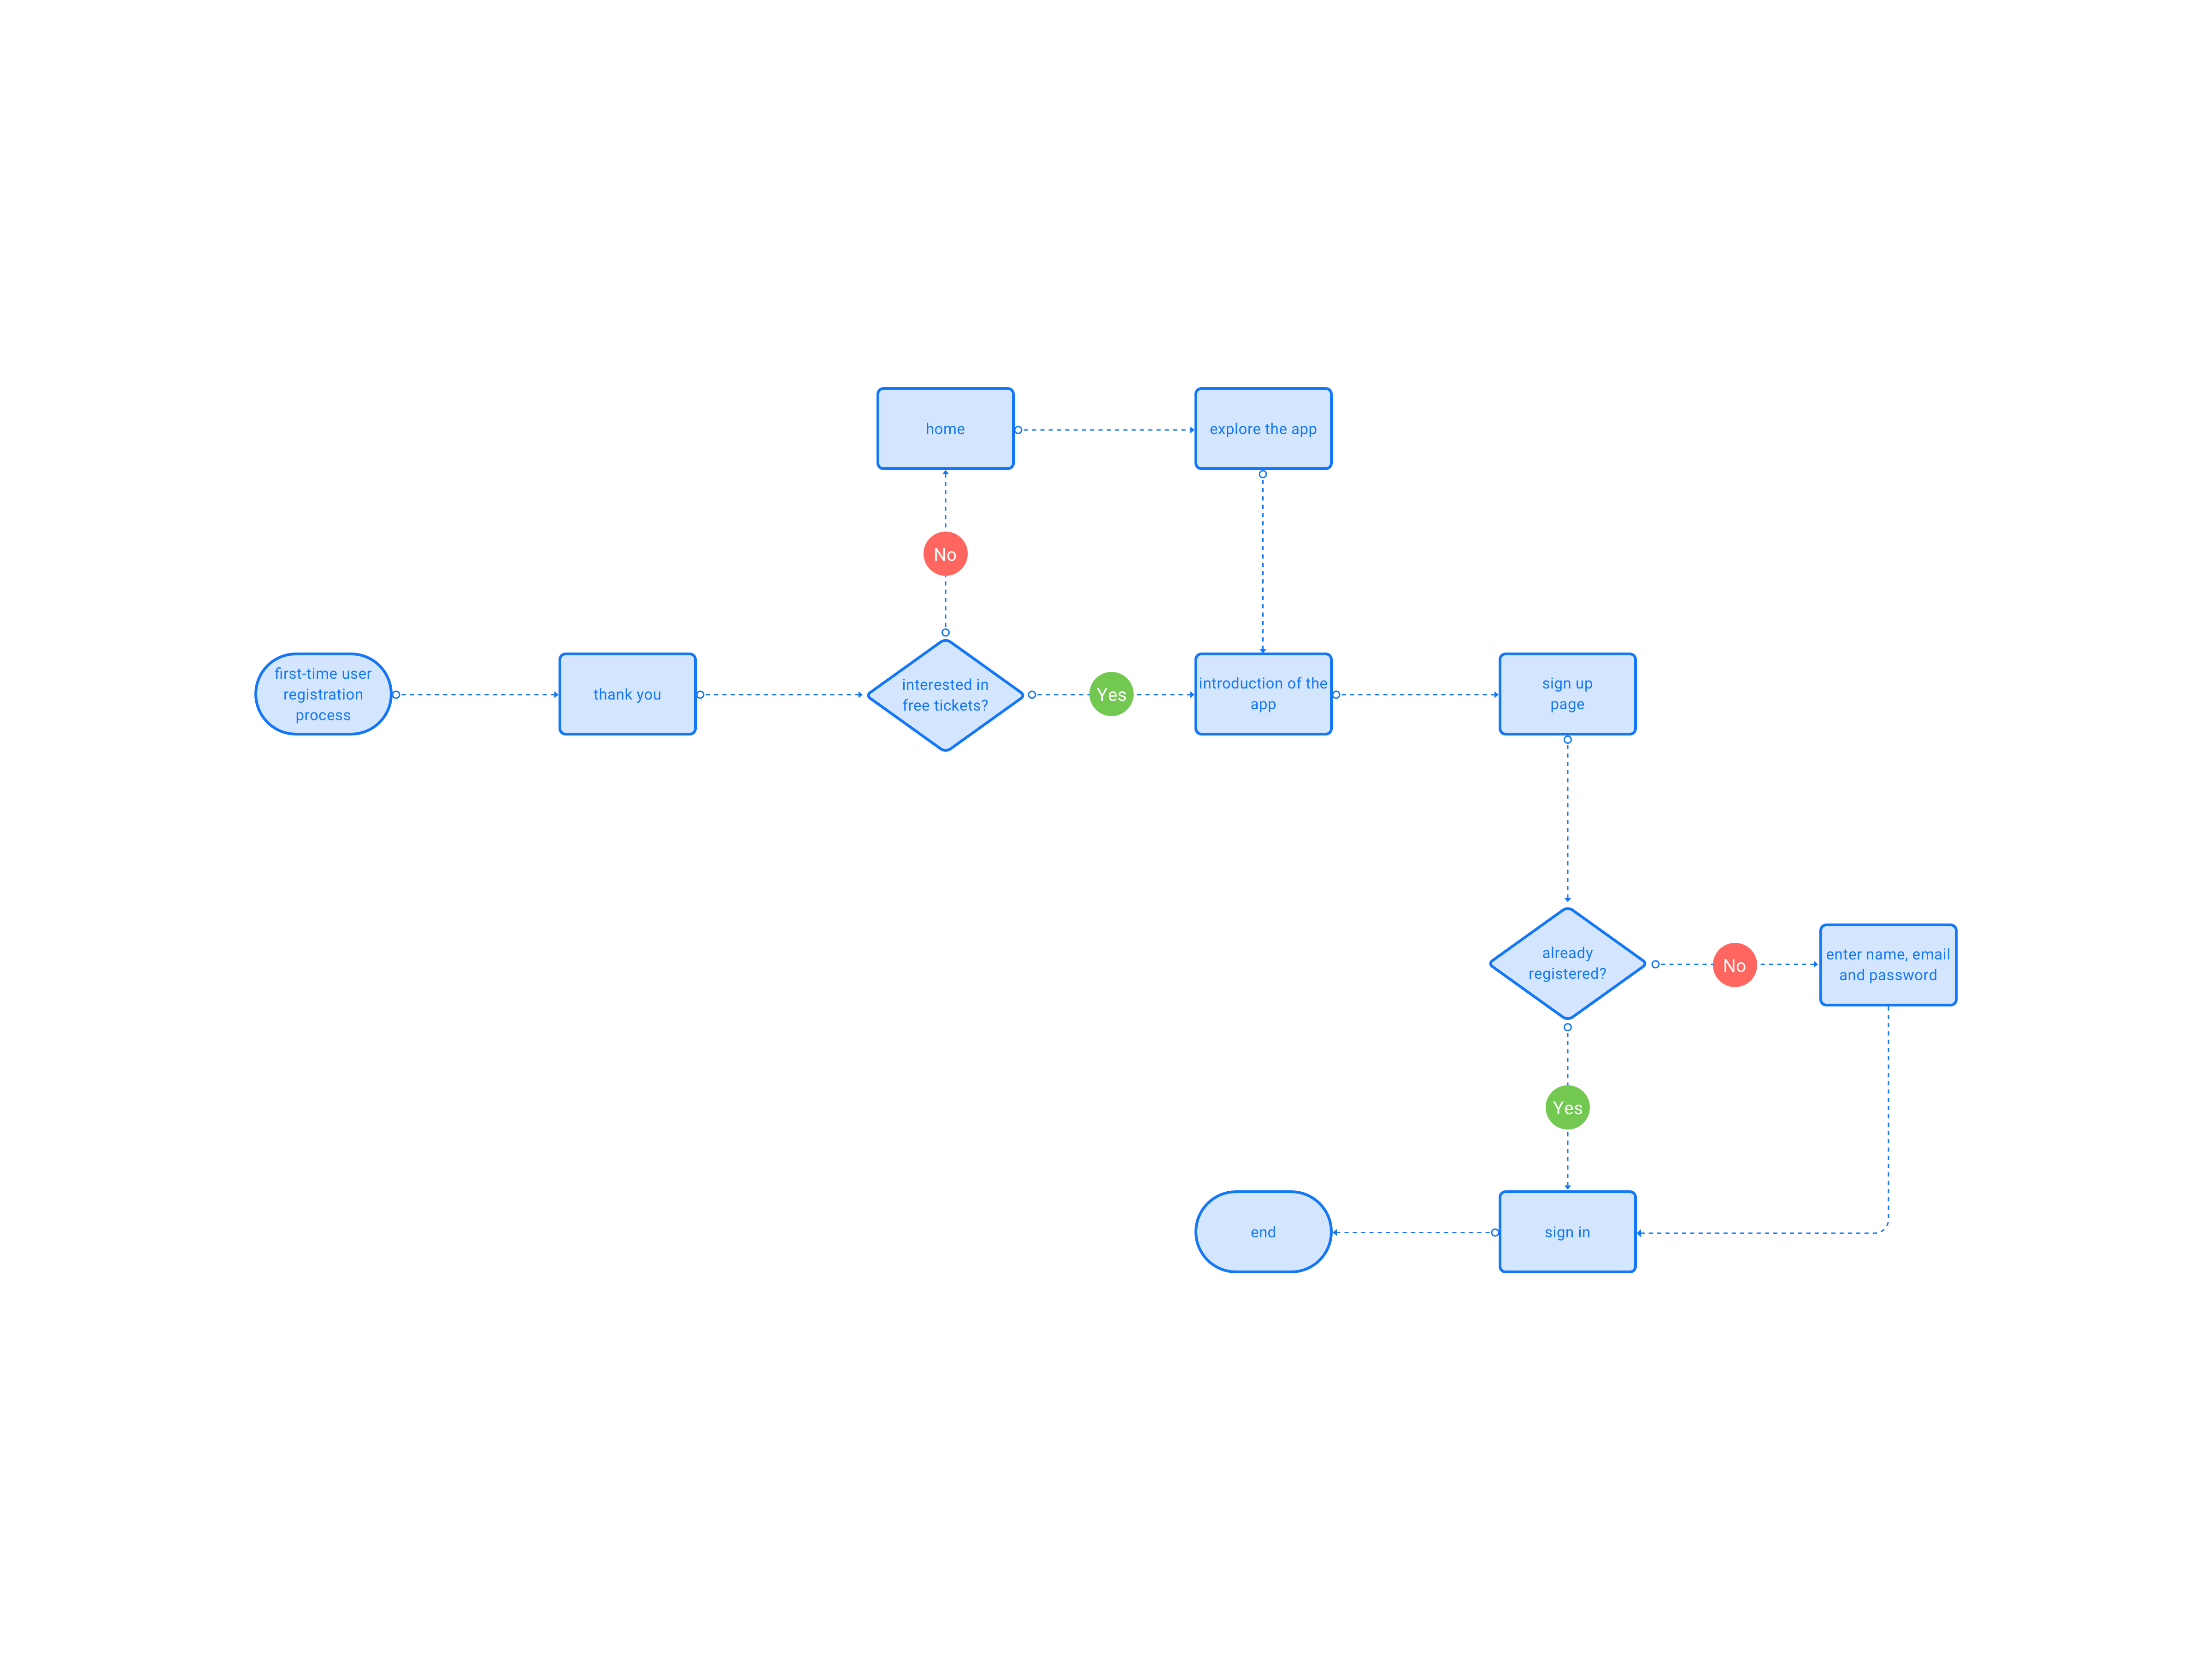 home
explore the app
No
first-time user
registration
process
thank you
interested in
free tickets?
Yes
introduction of the
app
sign up
page
already
registered?
No
enter name, email
and password
Yes
end
sign in